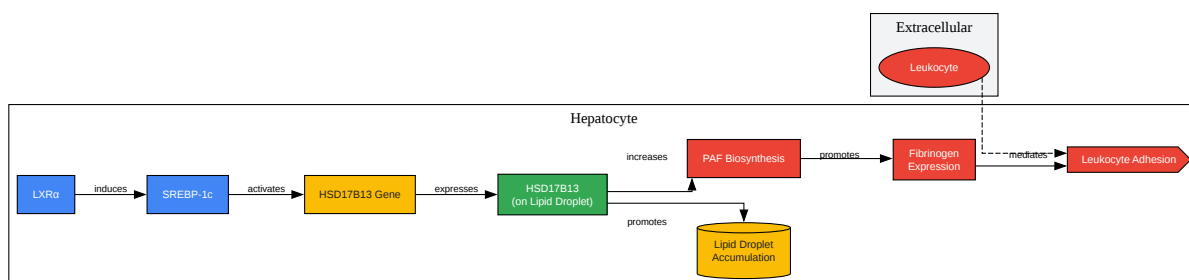 Extracellular
Leukocyte
Hepatocyte
LXRα
induces
SREBP-1c
activates
HSD17B13 Gene
expresses
HSD17B13
(on Lipid Droplet)
increases
PAF Biosynthesis
promotes
Fibrinogen
Expression
mediates
Leukocyte Adhesion
promotes
Lipid Droplet
Accumulation